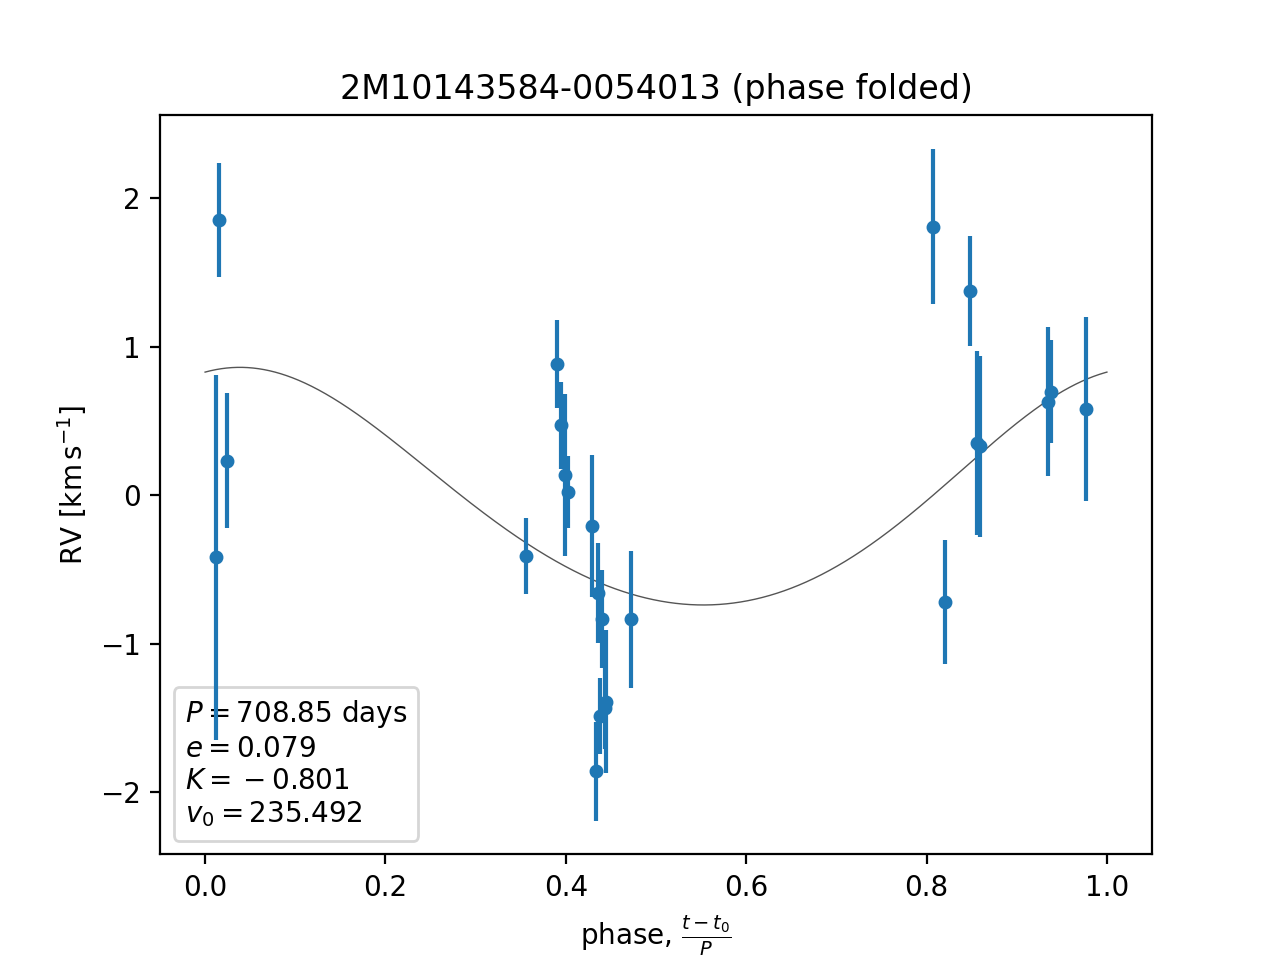 2M10143584-0054013 (phase folded)
RV [km s⁻¹]
2
1
0
−1
−2
P = 708.85 days
e = 0.079
K = −0.801
v₀ = 235.492
0.0 0.2 0.4 0.6 0.8 1.0
phase, (t − t₀)/P